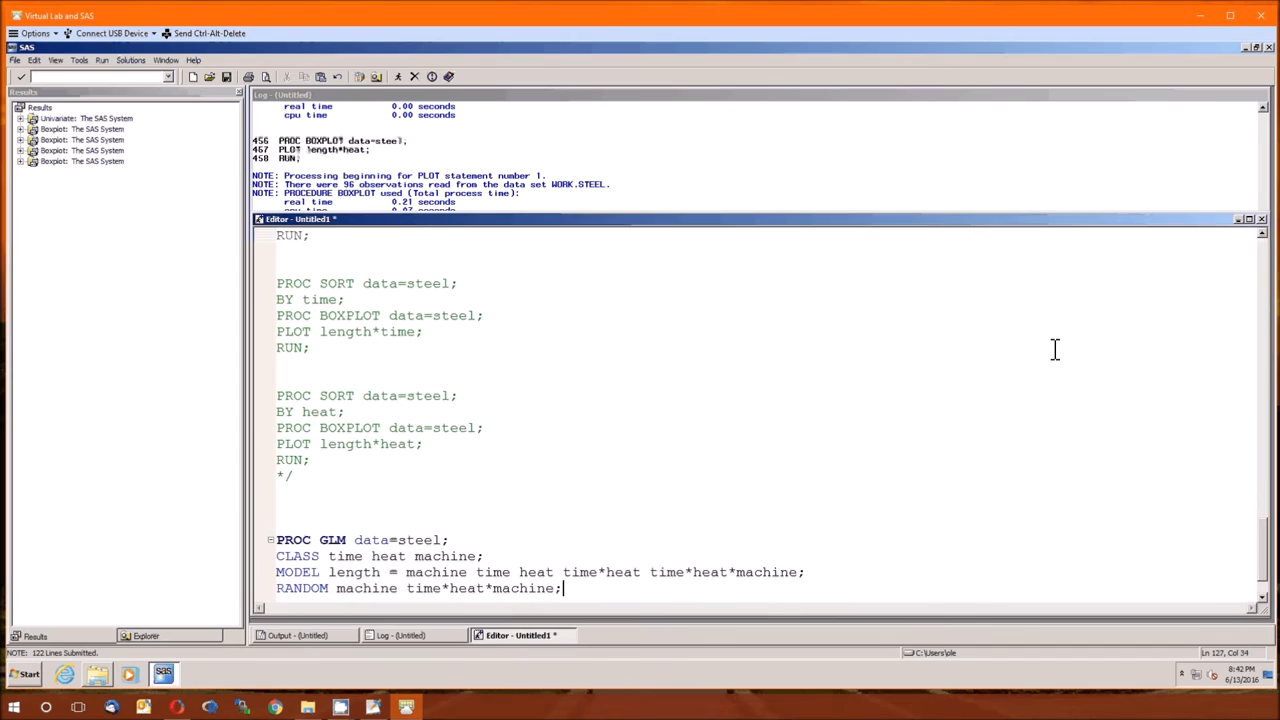 Virtual Lab and SAS
Options Connect USB Device Send Ctrl-Alt-Delete
SAS
File Edit View Tools Run Solutions Window Help
Results
Results
Univariate: The SAS System
Boxplot: The SAS System
Boxplot: The SAS System
Boxplot: The SAS System
Boxplot: The SAS System
Log - (Untitled)
real time 0.00 seconds
cpu time 0.00 seconds
456 PROC BOXPLOT data=steel;
467 PLOT length*heat;
458 RUN;
NOTE: Processing beginning for PLOT statement number 1.
NOTE: There were 96 observations read from the data set WORK.STEEL.
NOTE: PROCEDURE BOXPLOT used (Total process time):
real time 0.21 seconds
cpu time 0.07 seconds
Editor - Untitled1 *
RUN;
PROC SORT data=steel;
BY time;
PROC BOXPLOT data=steel;
PLOT length*time;
RUN;
PROC SORT data=steel;
BY heat;
PROC BOXPLOT data=steel;
PLOT length*heat;
RUN;
*/
PROC GLM data=steel;
CLASS time heat machine;
MODEL length = machine time heat time*heat time*heat*machine;
RANDOM machine time*heat*machine;
Results Explorer
Output - (Untitled) Log - (Untitled) Editor - Untitled1 *
NOTE: 122 Lines Submitted. C:\Users\ole Ln 127, Col 34
Start
8:42 PM
6/13/2016